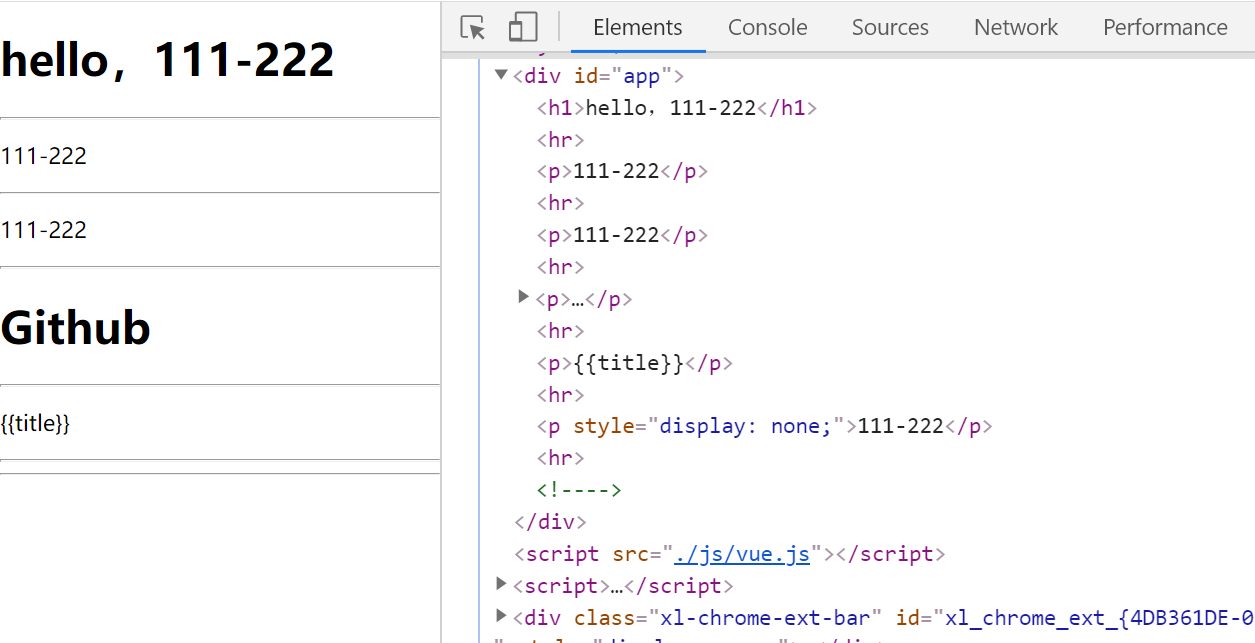 hello，111-222
111-222
111-222
Github
{{title}}
Elements Console Sources Network Performance
<div id="app">
<h1>hello，111-222</h1>
<hr>
<p>111-222</p>
<hr>
<p>111-222</p>
<hr>
<p>…</p>
<hr>
<p>{{title}}</p>
<hr>
<p style="display: none;">111-222</p>
<hr>
<!---->
</div>
<script src="./js/vue.js"></script>
<script>…</script>
<div class="xl-chrome-ext-bar" id="xl_chrome_ext_{4DB361DE-0